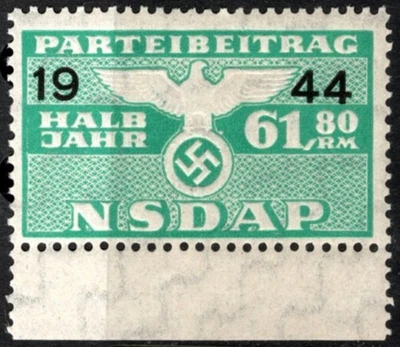 PARTEIBEITRAG
19 44
HALB
JAHR
61,80
RM
NSDAP